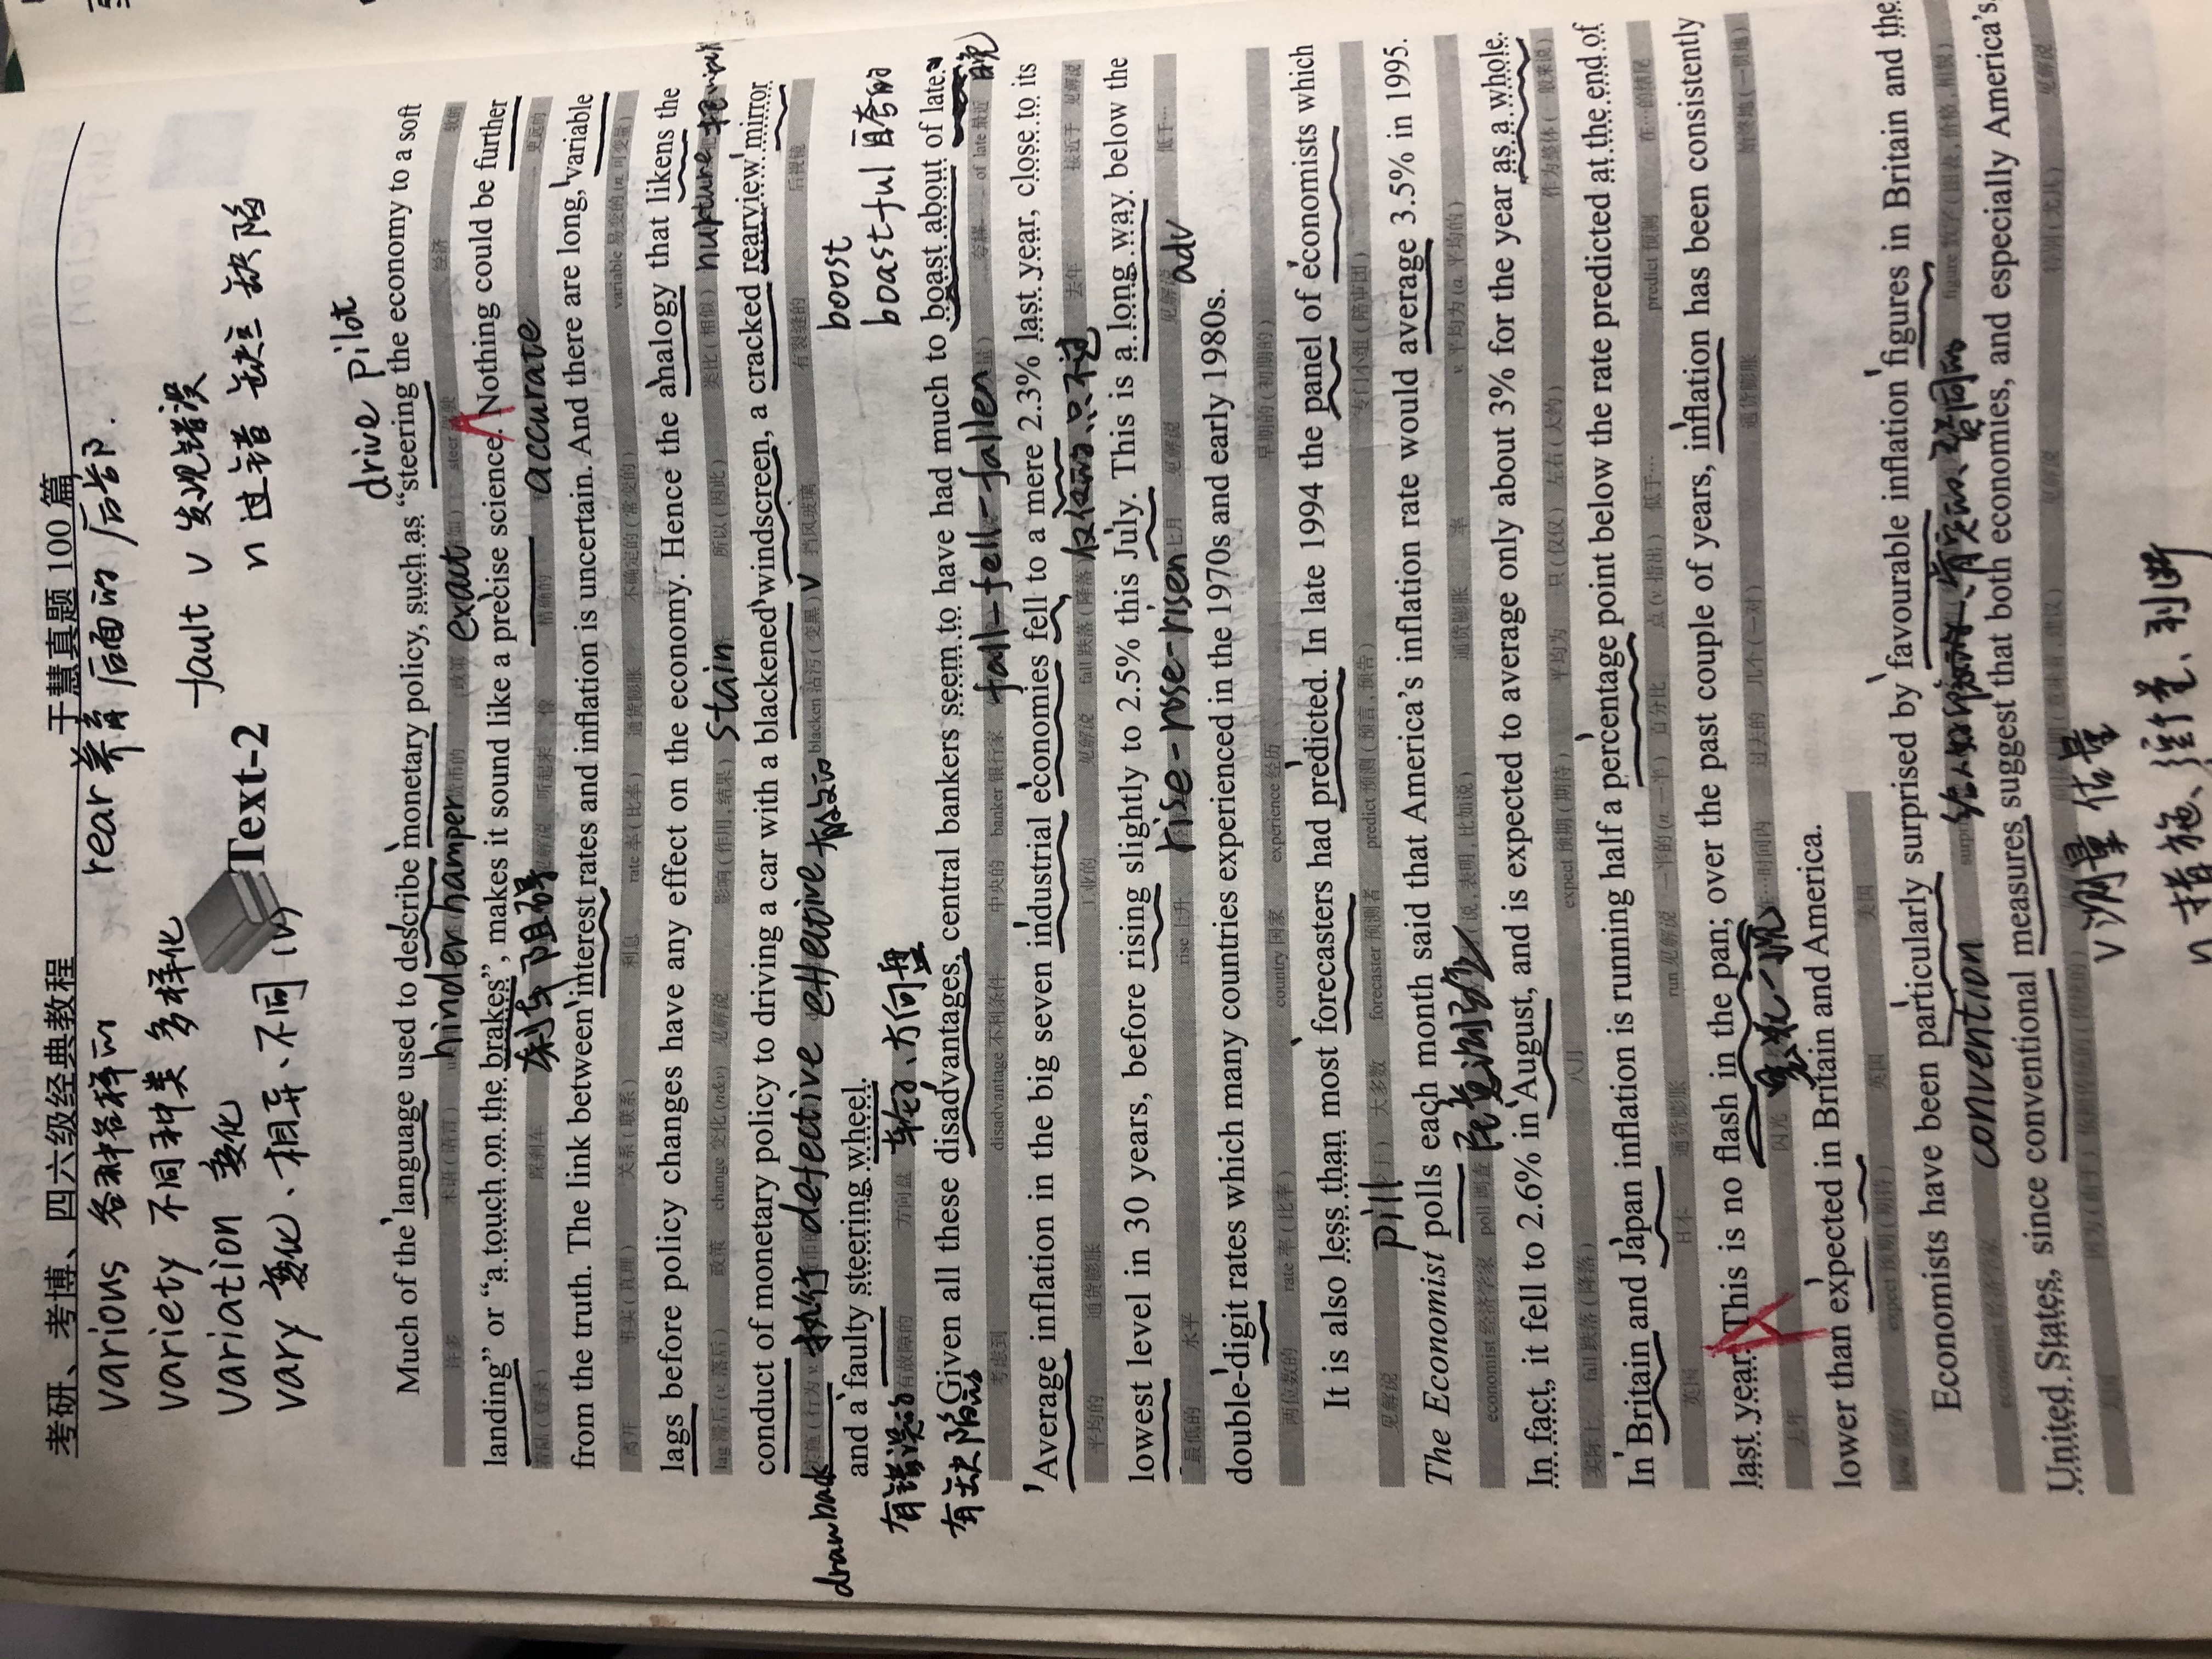 考研、考博、四六级经典教程 于慧真题 100 篇
various 各种各样的 rear 养育 后面的 后部.
variety 不同种类 多样化
fault v 发现错误
variation 变化
Text-2
n 过错 缺点 缺陷
vary 变化、相异、不同 (v)
drive pilot
Much of the language used to describe monetary policy, such as “steering the economy to a soft
许多 术语(语言) hinder hamper 货币的 exact steer 经济 软的
landing” or “a touch on the brakes”, makes it sound like a precise science. Nothing could be further
着陆(登录) 踩刹车 刹车 阻碍 见解说 听起来 像 精确的 accurate 更远的
from the truth. The link between interest rates and inflation is uncertain. And there are long, variable
离开 事实(真理) 关系(联系) 利息 rate 率(比率) 通货膨胀 不确定的(常变的) variable 易变的(n. 可变量)
lags before policy changes have any effect on the economy. Hence the analogy that likens the
lag 滞后(v. 落后) 政策 change 变化(n&v) 见解说 影响(作用,结果) stain 所以(因此) 类比(相似) nurture
conduct of monetary policy to driving a car with a blackened windscreen, a cracked rearview mirror
drawback 实施(行为 v. 执行 defective effective 有效的 blacken 沾污(变黑) v 挡风玻璃 有裂缝的 后视镜
boost
and a faulty steering wheel.
boastful 自夸的
有错误的 有故障的 方向盘 车轮、方向盘
有缺陷的 Given all these disadvantages, central bankers seem to have had much to boast about of late.
考虑到 disadvantage 不利条件 中央的 banker 银行家 fall-fell-fallen 夸耀 of late 最近 晚
Average inflation in the big seven industrial economies fell to a mere 2.3% last year, close to its
平均的 通货膨胀 工业的 见解说 fall 跌落(降落) 仅仅的、只不过 去年 接近于 见解说
lowest level in 30 years, before rising slightly to 2.5% this July. This is a long way below the
最低的 水平 rise 上升 rise-rose-risen 七月 见解说 见解说 adv 低于…
double-digit rates which many countries experienced in the 1970s and early 1980s.
两位数的 rate 率(比率) country 国家 experience 经历 早期的(初期的)
It is also less than most forecasters had predicted. In late 1994 the panel of economists which
见解说 pill 大多数 forecaster 预测者 predict 预测(预言,预告) 专门小组(陪审团)
The Economist polls each month said that America’s inflation rate would average 3.5% in 1995.
economist 经济学家 poll 调查 民意测验 (说,表明,比如说) 通货膨胀 率 v. 平均为(a. 平均的)
In fact, it fell to 2.6% in August, and is expected to average only about 3% for the year as a whole.
实际上 fall 跌落(降落) 八月 expect 预期(期待) 平均为 只(仅仅) 左右(大约) 作为整体(一般来说)
In Britain and Japan inflation is running half a percentage point below the rate predicted at the end of
英国 日本 通货膨胀 run 见解说 一半的(n. 一半) 百分比 点(v. 指出) 低于… predict 预测 在…的结尾
last year. This is no flash in the pan; over the past couple of years, inflation has been consistently
去年 闪光 昙花一现 在…时间内 过去的 几个(一对) 通货膨胀 始终地(一贯地)
lower than expected in Britain and America.
low 低的 expect 预期(期待) 英国 美国
Economists have been particularly surprised by favourable inflation figures in Britain and the
economist 经济学家 convention 肯定的、赞同的 figure 数字(图表,价格,相貌)
United States, since conventional measures suggest that both economies, and especially America’s
美国 因为(由于) 依照传统的(传统的) 见解说 特别(尤其) 见解说
v 测量 估量
n 措施、衡量、判断